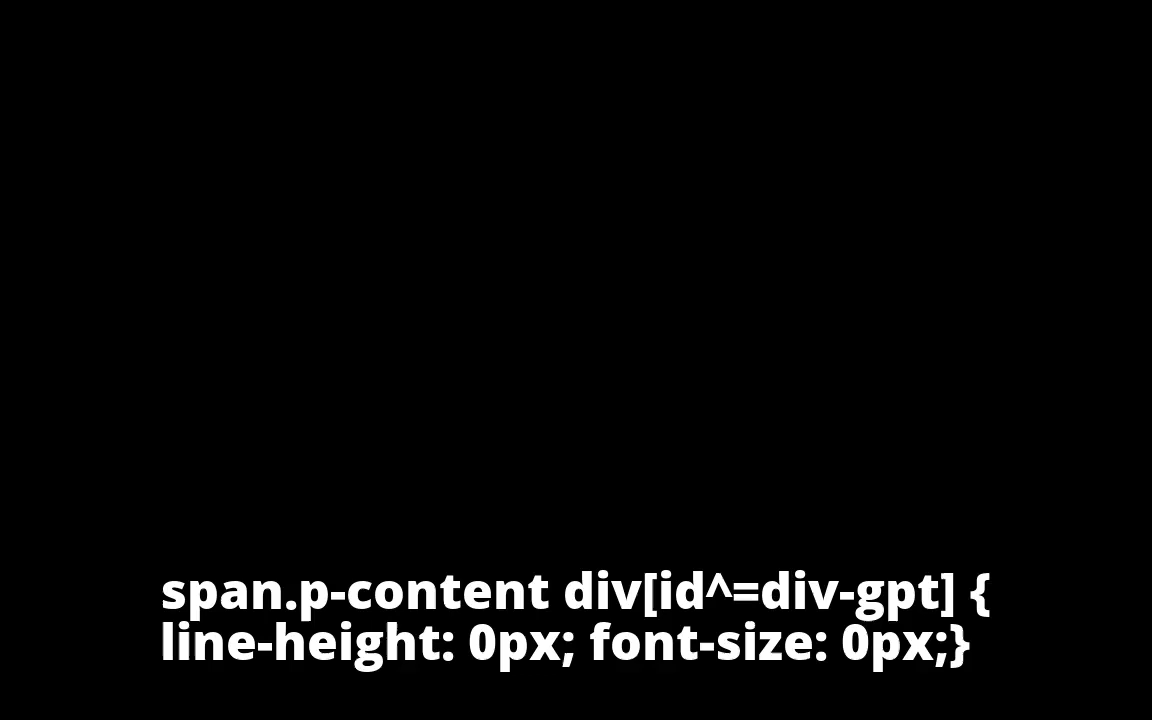 span.p-content div[id^=div-gpt] {
line-height: 0px; font-size: 0px;}